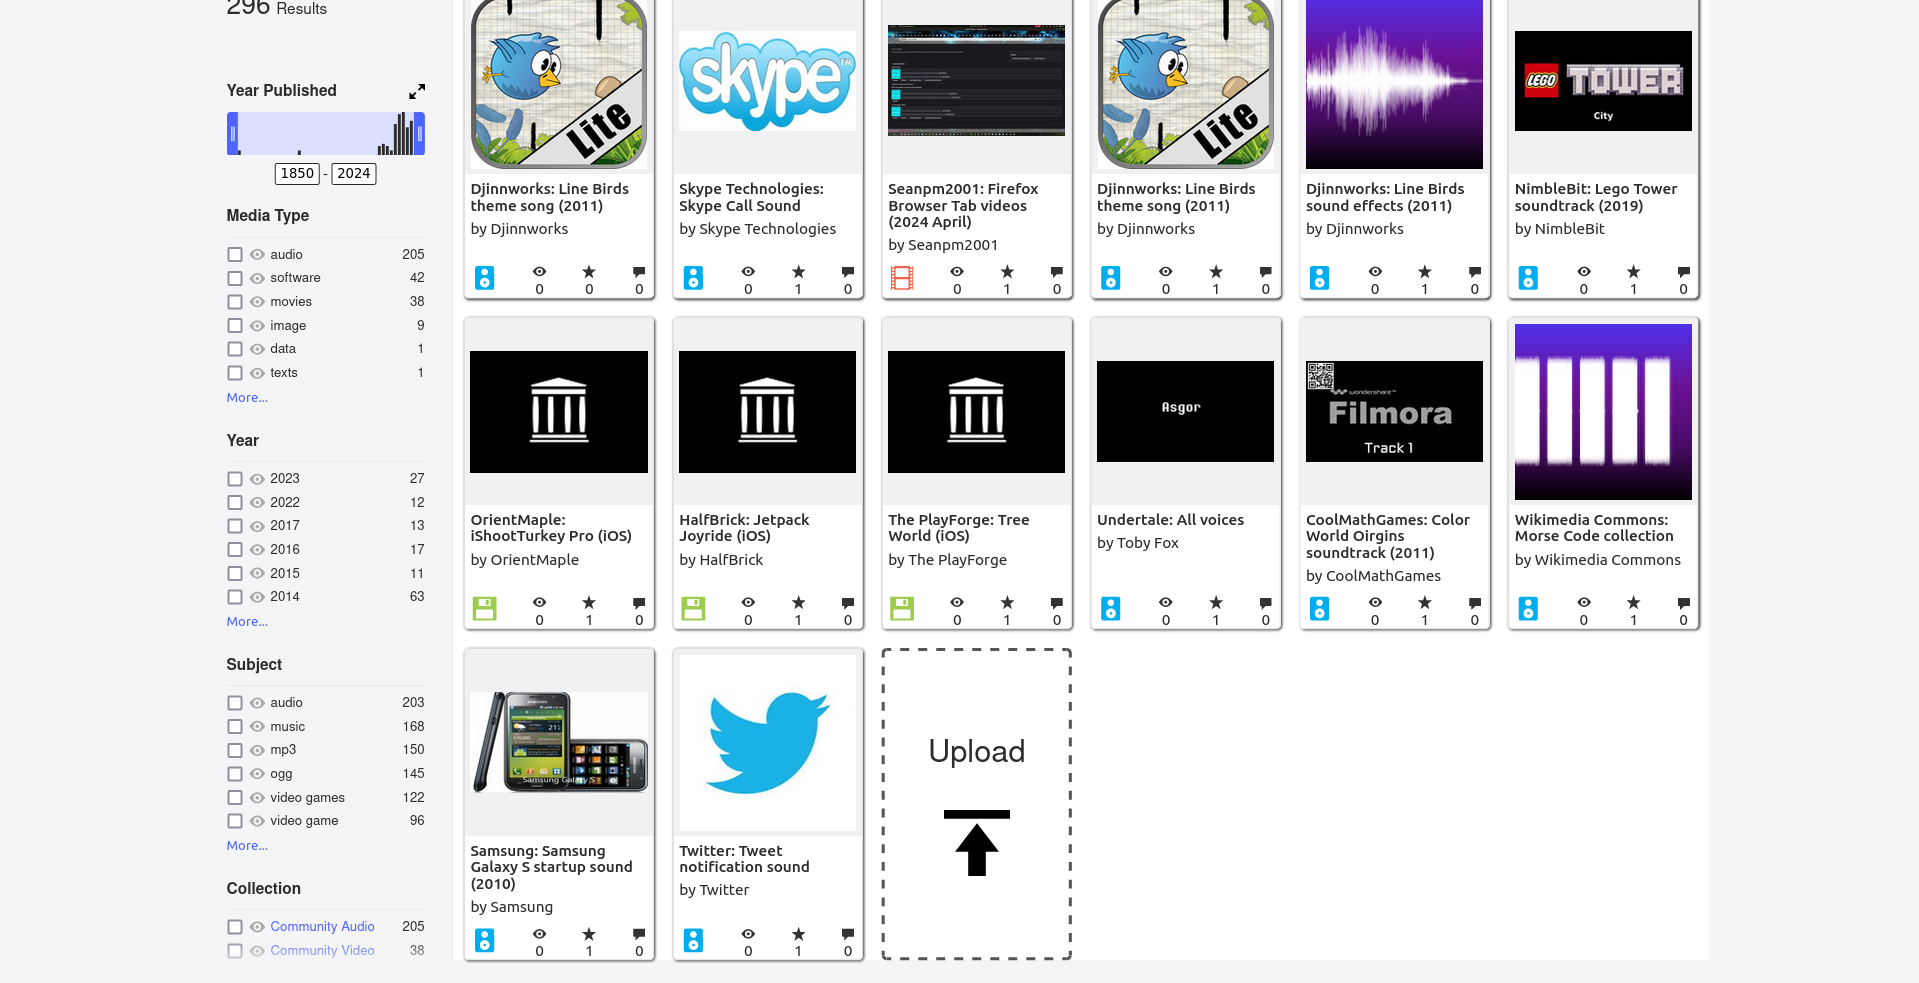 296 Results
Year Published
1850 - 2024
Media Type
audio 205
software 42
movies 38
image 9
data 1
texts 1
More...
Year
2023 27
2022 12
2017 13
2016 17
2015 11
2014 63
More...
Subject
audio 203
music 168
mp3 150
ogg 145
video games 122
video game 96
More...
Collection
Community Audio 205
Community Video 38
Lite
Djinnworks: Line Birds
theme song (2011)
by Djinnworks
0 0 0
skype™
Skype Technologies:
Skype Call Sound
by Skype Technologies
0 1 0
Seanpm2001: Firefox
Browser Tab videos
(2024 April)
by Seanpm2001
0 1 0
Lite
Djinnworks: Line Birds
theme song (2011)
by Djinnworks
0 1 0
Djinnworks: Line Birds
sound effects (2011)
by Djinnworks
0 1 0
LEGO TOWER
City
NimbleBit: Lego Tower
soundtrack (2019)
by NimbleBit
0 1 0
OrientMaple:
iShootTurkey Pro (iOS)
by OrientMaple
0 1 0
HalfBrick: Jetpack
Joyride (iOS)
by HalfBrick
0 1 0
The PlayForge: Tree
World (iOS)
by The PlayForge
0 1 0
Asgor
Undertale: All voices
by Toby Fox
0 1 0
wondershare™
Filmora
Track 1
CoolMathGames: Color
World Oirgins
soundtrack (2011)
by CoolMathGames
0 1 0
Wikimedia Commons:
Morse Code collection
by Wikimedia Commons
0 1 0
Samsung Galaxy S
Samsung: Samsung
Galaxy S startup sound
(2010)
by Samsung
0 1 0
Twitter: Tweet
notification sound
by Twitter
0 1 0
Upload